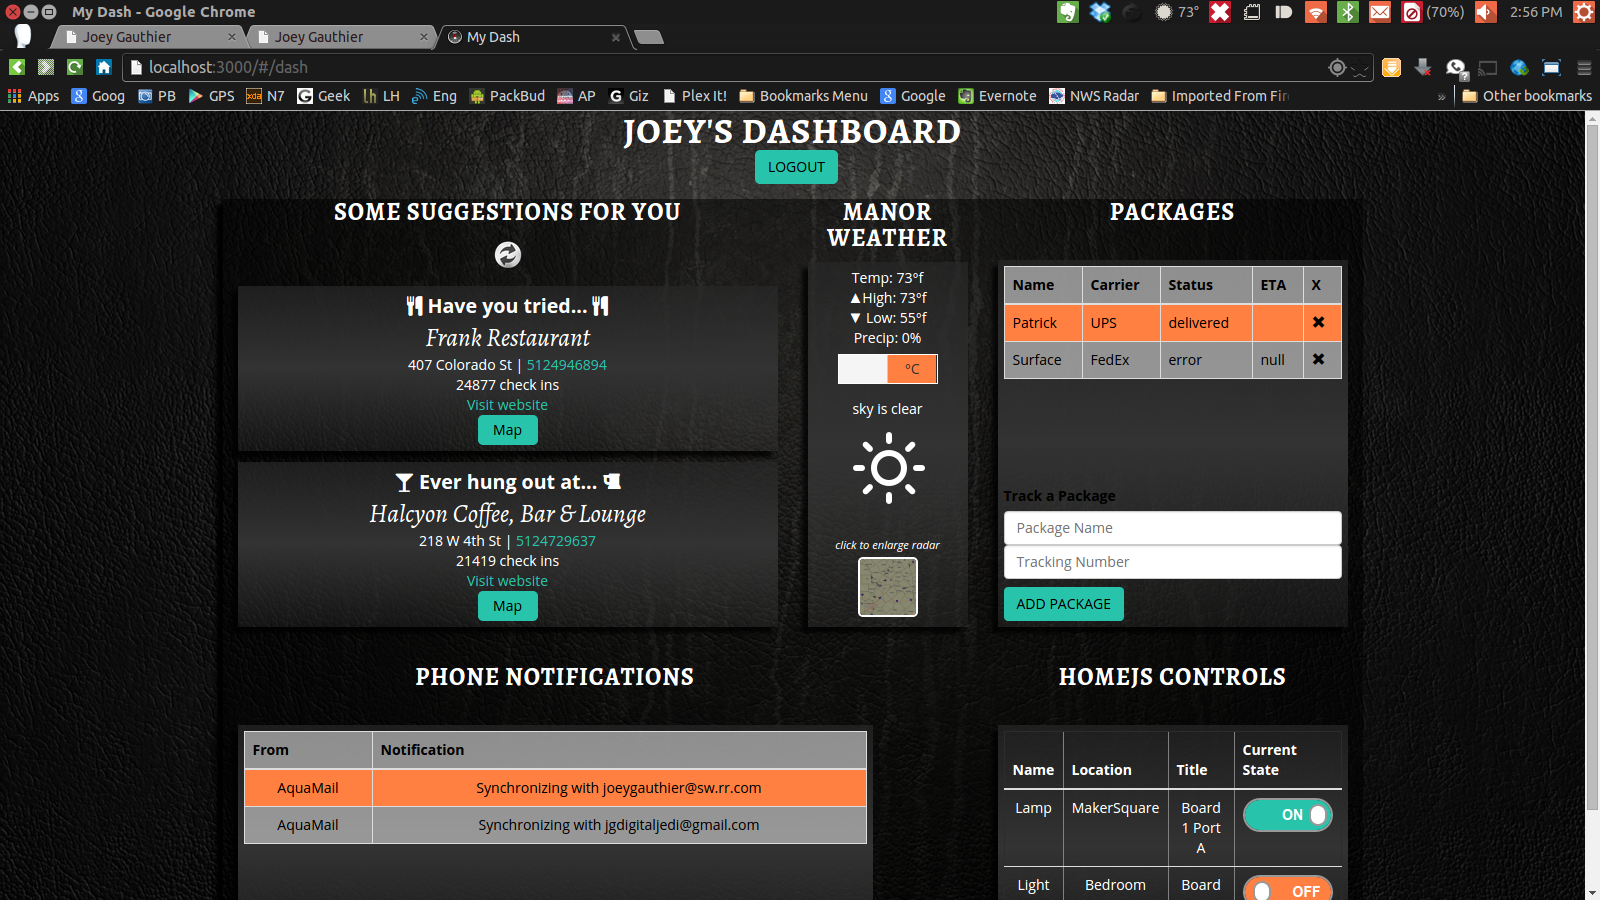 My Dash - Google Chrome
73° (70%) 2:56 PM
Joey Gauthier
Joey Gauthier
My Dash
localhost:3000/#/dash
Apps Goog PB GPS xda N7 Geek lh LH Eng PackBud AP Giz Plex It! Bookmarks Menu Google Evernote NWS Radar Imported From Fir » Other bookmarks
JOEY'S DASHBOARD
LOGOUT
SOME SUGGESTIONS FOR YOU
Have you tried...
Frank Restaurant
407 Colorado St | 5124946894
24877 check ins
Visit website
Map
Ever hung out at...
Halcyon Coffee, Bar & Lounge
218 W 4th St | 5124729637
21419 check ins
Visit website
Map
MANOR
WEATHER
Temp: 73°f
▲High: 73°f
▼ Low: 55°f
Precip: 0%
°C
sky is clear
click to enlarge radar
PACKAGES
Name Carrier Status ETA X
Patrick UPS delivered ✖
Surface FedEx error null ✖
Track a Package
Package Name
Tracking Number
ADD PACKAGE
PHONE NOTIFICATIONS
From Notification
AquaMail Synchronizing with joeygauthier@sw.rr.com
AquaMail Synchronizing with jgdigitaljedi@gmail.com
HOMEJS CONTROLS
Name Location Title Current
State
Lamp MakerSquare Board
1 Port
A
ON
Light Bedroom Board
OFF